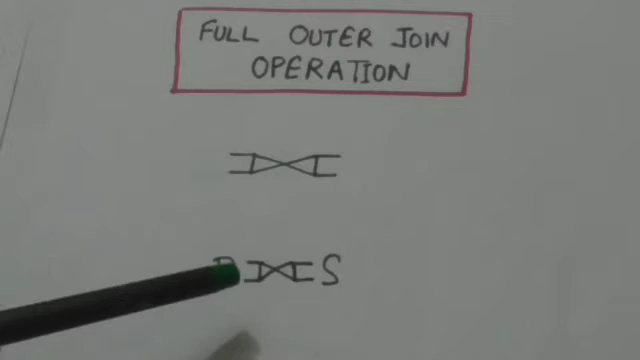 FULL OUTER JOIN
OPERATION
⟗
⟗ S